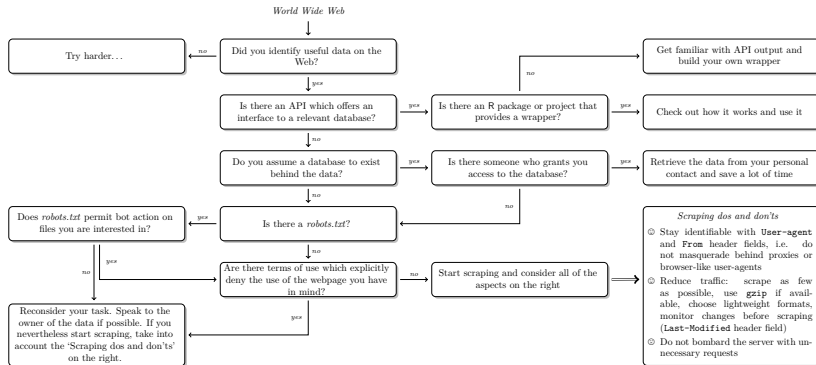 World Wide Web
Try harder...
no
Did you identify useful data on the
Web?
Get familiar with API output and
build your own wrapper
yes
no
Is there an API which offers an
interface to a relevant database?
yes
Is there an R package or project that
provides a wrapper?
yes
Check out how it works and use it
no
Do you assume a database to exist
behind the data?
yes
Is there someone who grants you
access to the database?
yes
Retrieve the data from your personal
contact and save a lot of time
no
no
Does robots.txt permit bot action on
files you are interested in?
yes
Is there a robots.txt?
no
yes
no
Are there terms of use which explicitly
deny the use of the webpage you have
in mind?
no
Start scraping and consider all of the
aspects on the right
yes
Reconsider your task. Speak to the
owner of the data if possible. If you
nevertheless start scraping, take into
account the ‘Scraping dos and don'ts’
on the right.
Scraping dos and don'ts
☺ Stay identifiable with User-agent
and From header fields, i.e. do
not masquerade behind proxies or
browser-like user-agents
☺ Reduce traffic: scrape as few
as possible, use gzip if avail-
able, choose lightweight formats,
monitor changes before scraping
(Last-Modified header field)
☺ Do not bombard the server with un-
necessary requests